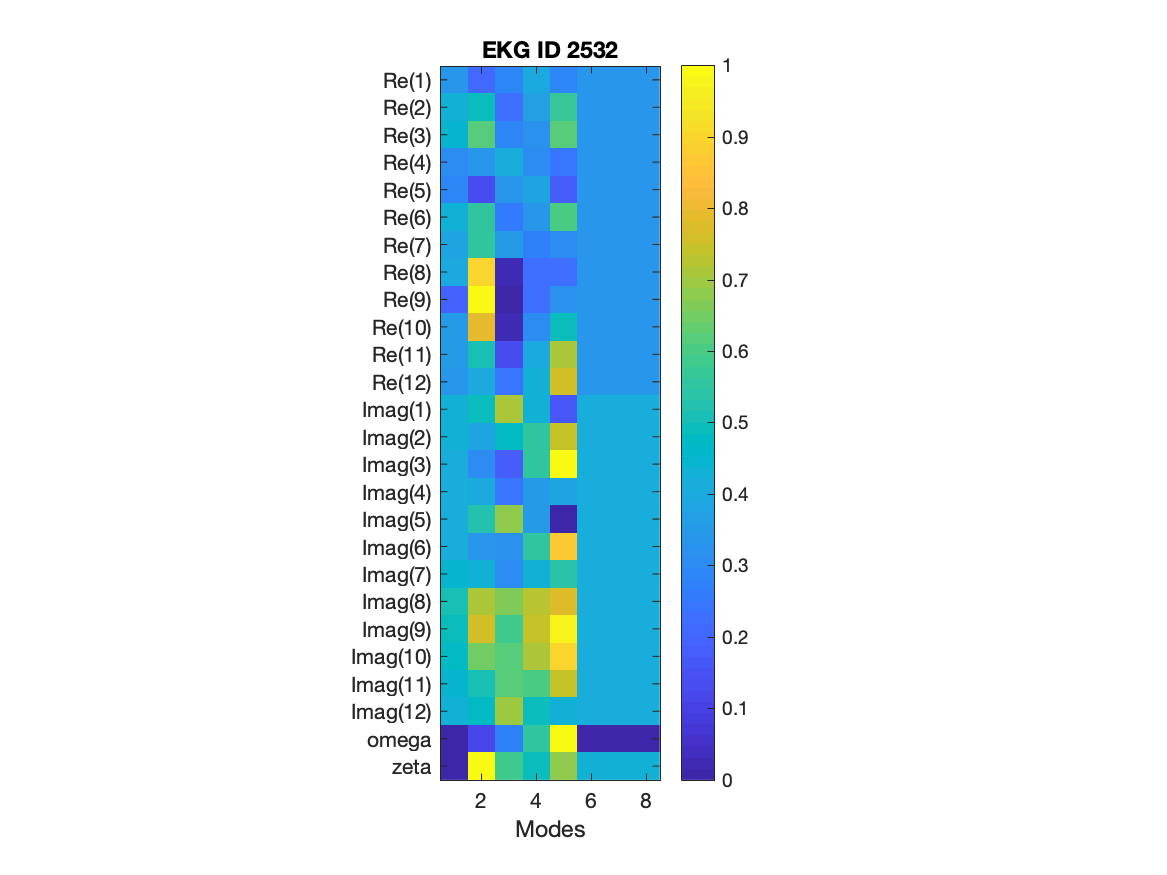 EKG ID 2532
Re(1)
Re(2)
Re(3)
Re(4)
Re(5)
Re(6)
Re(7)
Re(8)
Re(9)
Re(10)
Re(11)
Re(12)
Imag(1)
Imag(2)
Imag(3)
Imag(4)
Imag(5)
Imag(6)
Imag(7)
Imag(8)
Imag(9)
Imag(10)
Imag(11)
Imag(12)
omega
zeta
2 4 6 8
Modes
1
0.9
0.8
0.7
0.6
0.5
0.4
0.3
0.2
0.1
0